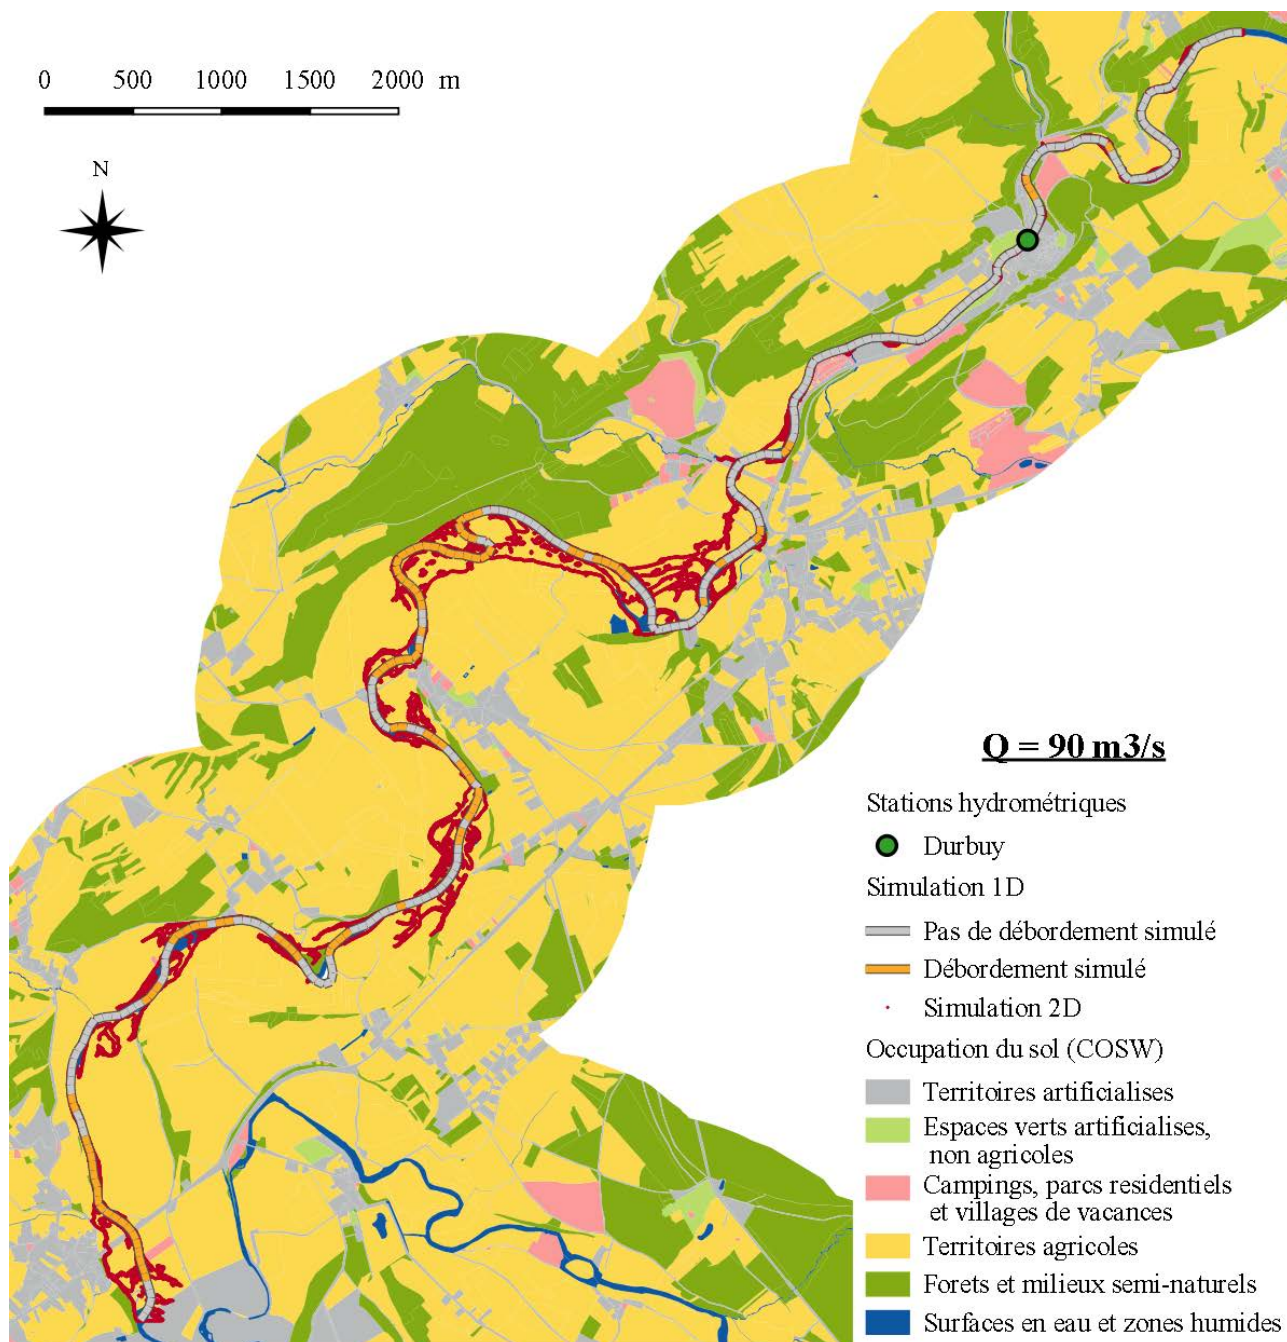 0 500 1000 1500 2000 m
N
Q = 90 m3/s
Stations hydrométriques
Durbuy
Simulation 1D
Pas de débordement simulé
Débordement simulé
Simulation 2D
Occupation du sol (COSW)
Territoires artificialises
Espaces verts artificialises,
non agricoles
Campings, parcs residentiels
et villages de vacances
Territoires agricoles
Forets et milieux semi-naturels
Surfaces en eau et zones humides